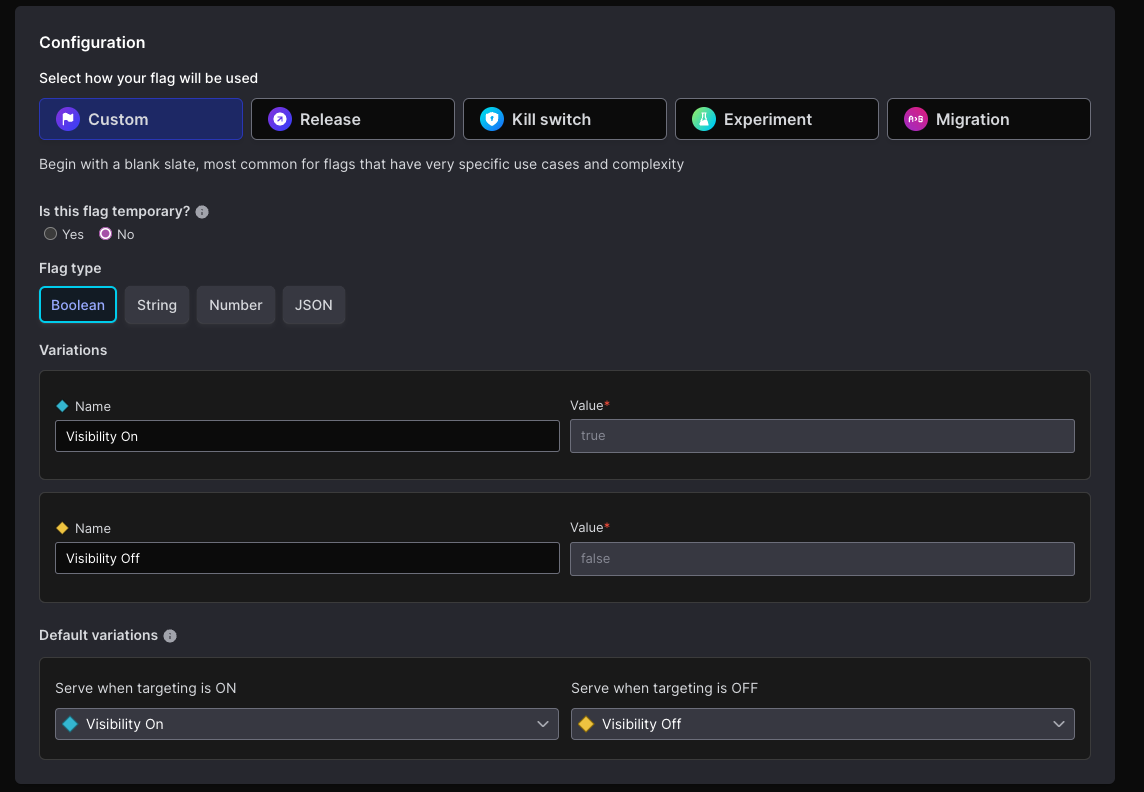 Configuration
Select how your flag will be used
Custom Release Kill switch A>B Migration Experiment
Begin with a blank slate, most common for flags that have very specific use cases and complexity
Is this flag temporary?
Yes No
Flag type
Boolean String Number JSON
Variations
Name Value*
Visibility On true
Name Value*
Visibility Off false
Default variations
Serve when targeting is ON Serve when targeting is OFF
Visibility On Visibility Off